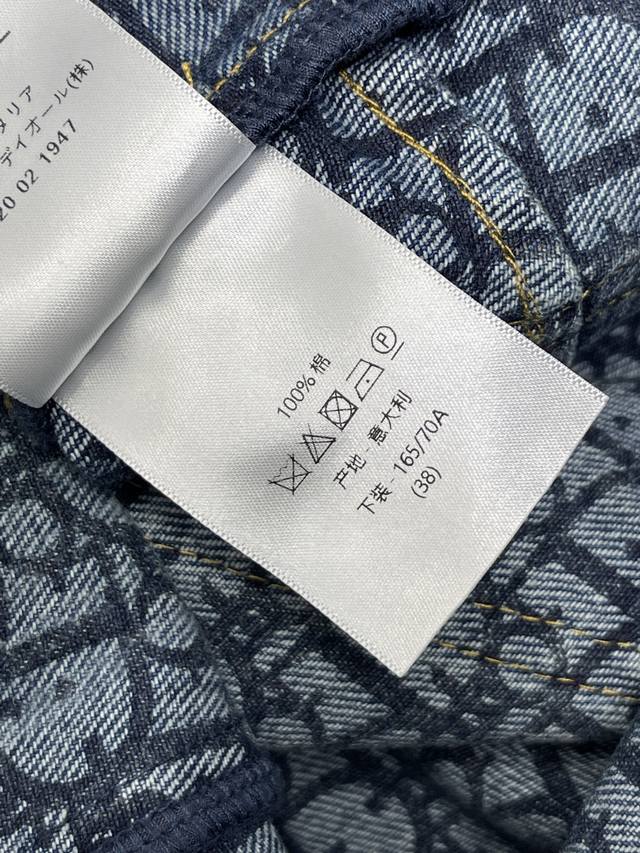 タリア
ディオール(株)
20 02 1947
100% 棉
P
产地 - 意大利
下装 - 165/70A
(38)